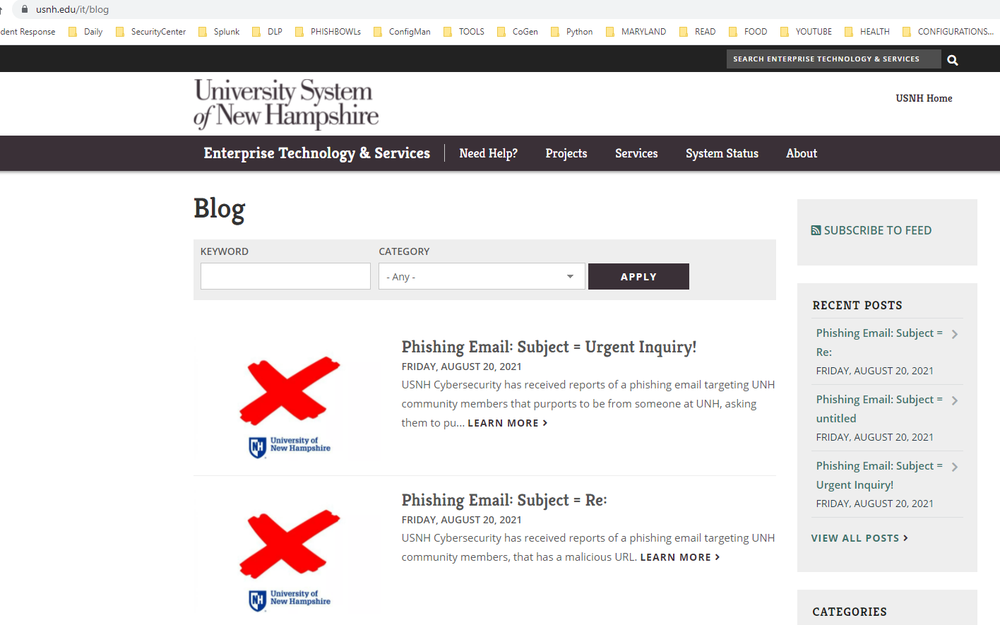 usnh.edu/it/blog
dent Response Daily SecurityCenter Splunk DLP PHISHBOWLs ConfigMan TOOLS CoGen Python MARYLAND READ FOOD YOUTUBE HEALTH CONFIGURATIONS...
SEARCH ENTERPRISE TECHNOLOGY & SERVICES
University System
of New Hampshire
USNH Home
Enterprise Technology & Services Need Help? Projects Services System Status About
Blog
KEYWORD CATEGORY
- Any - APPLY
Phishing Email: Subject = Urgent Inquiry!
FRIDAY, AUGUST 20, 2021
USNH Cybersecurity has received reports of a phishing email targeting UNH
community members that purports to be from someone at UNH, asking
them to pu... LEARN MORE >
NH University of
New Hampshire
Phishing Email: Subject = Re:
FRIDAY, AUGUST 20, 2021
USNH Cybersecurity has received reports of a phishing email targeting UNH
community members, that has a malicious URL. LEARN MORE >
NH University of
New Hampshire
SUBSCRIBE TO FEED
RECENT POSTS
Phishing Email: Subject =
Re:
FRIDAY, AUGUST 20, 2021
Phishing Email: Subject =
untitled
FRIDAY, AUGUST 20, 2021
Phishing Email: Subject =
Urgent Inquiry!
FRIDAY, AUGUST 20, 2021
VIEW ALL POSTS >
CATEGORIES